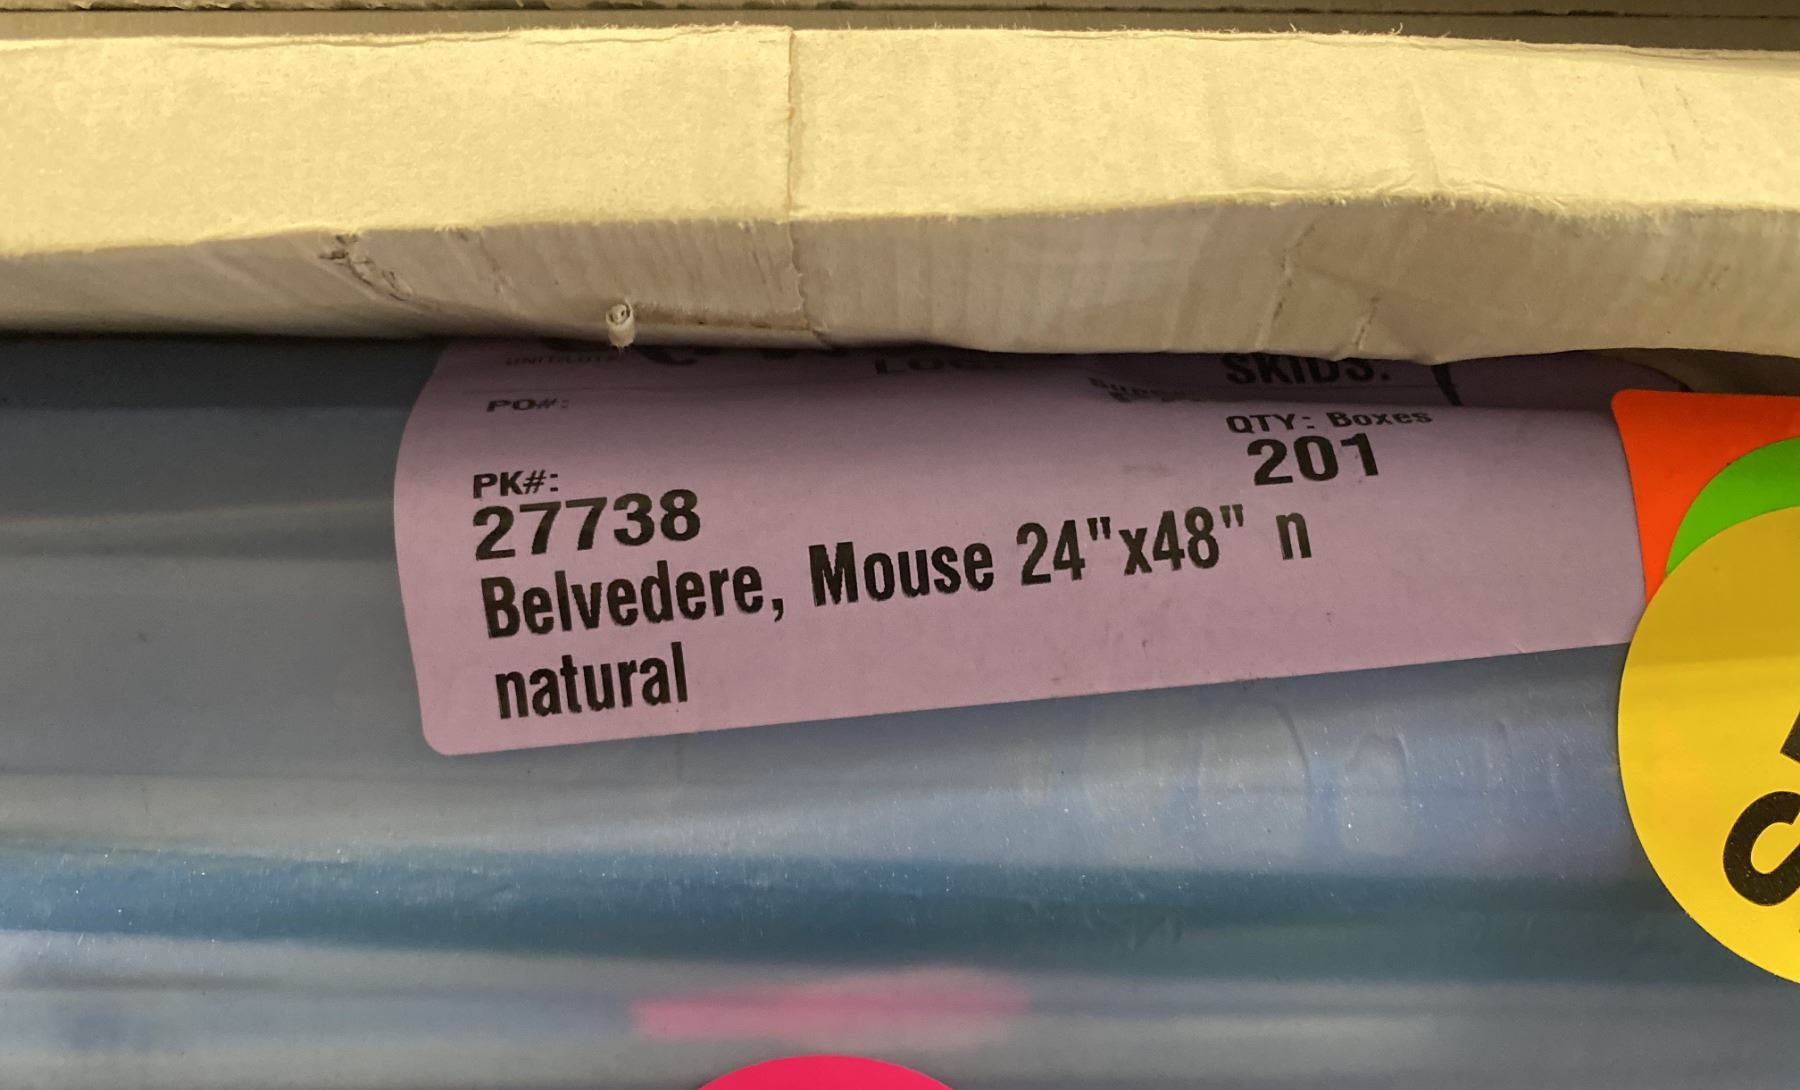 SKIDS.
PO#:
QTY: Boxes
201
PK#:
27738
Belvedere, Mouse 24"x48" n
natural